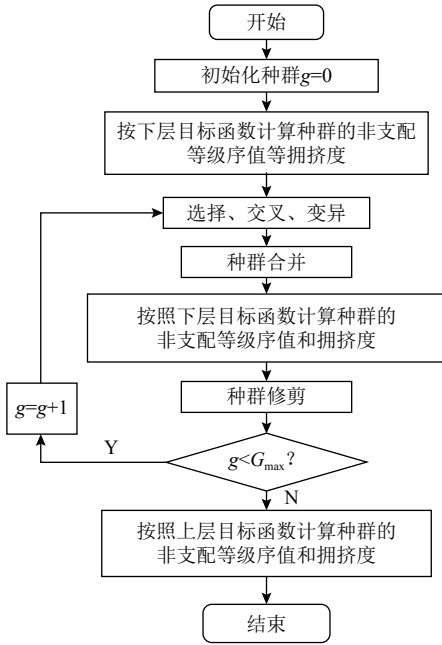 开始
初始化种群g=0
按下层目标函数计算种群的非支配
等级序值等拥挤度
选择、交叉、变异
种群合并
按照下层目标函数计算种群的
非支配等级序值和拥挤度
种群修剪
g=g+1
Y
g<Gmax?
N
按照上层目标函数计算种群的
非支配等级序值和拥挤度
结束